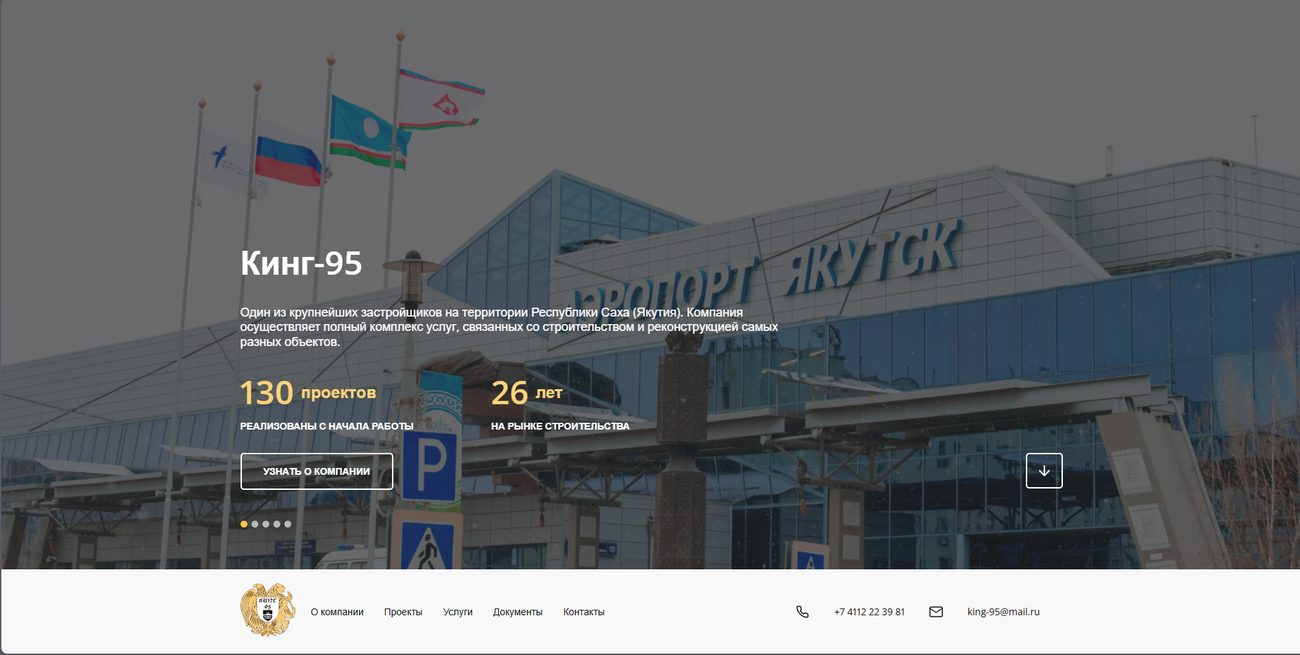 АЭРОПОРТ ЯКУТСК
Кинг-95
Один из крупнейших застройщиков на территории Республики Саха (Якутия). Компания
осуществляет полный комплекс услуг, связанных со строительством и реконструкцией самых
разных объектов.
130 проектов
26 лет
РЕАЛИЗОВАНЫ С НАЧАЛА РАБОТЫ
НА РЫНКЕ СТРОИТЕЛЬСТВА
P
УЗНАТЬ О КОМПАНИИ
10
О компании Проекты Услуги Документы Контакты
+7 4112 22 39 81
king-95@mail.ru